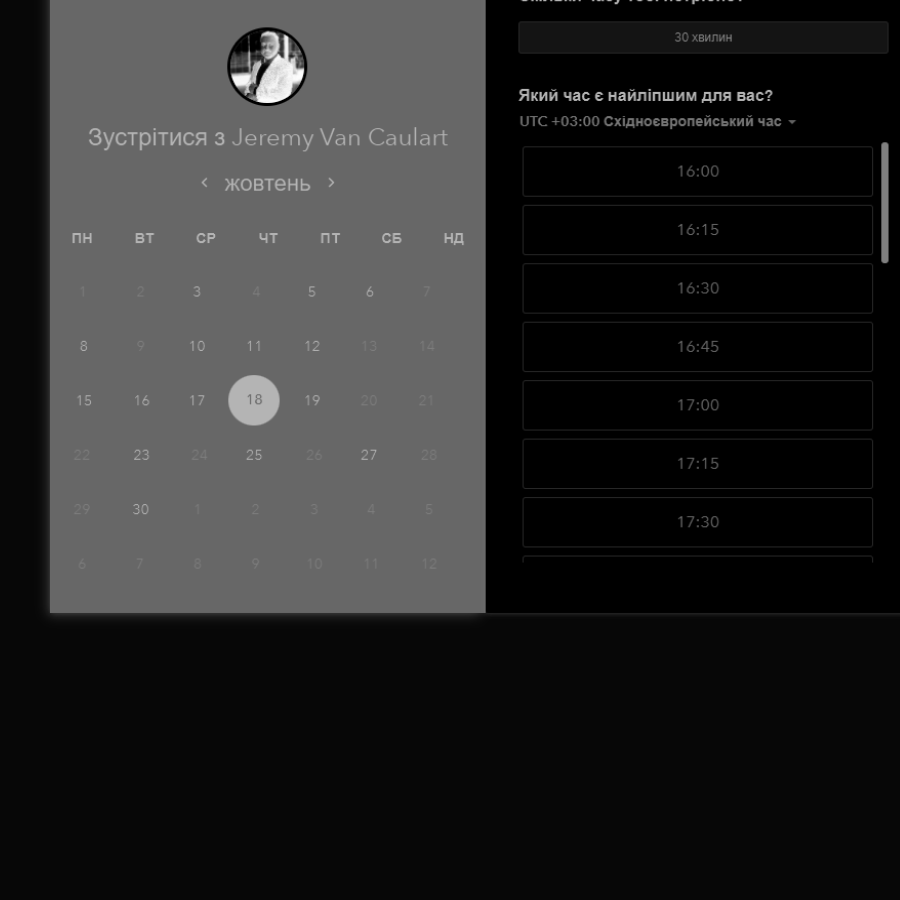 Зустрітися з Jeremy Van Caulart
жовтень
ПН ВТ СР ЧТ ПТ СБ НД
1 2 3 4 5 6 7
8 9 10 11 12 13 14
15 16 17 18 19 20 21
22 23 24 25 26 27 28
29 30 1 2 3 4 5
6 7 8 9 10 11 12
30 хвилин
Який час є найліпшим для вас?
UTC +03:00 Східноєвропейський час
16:00
16:15
16:30
16:45
17:00
17:15
17:30